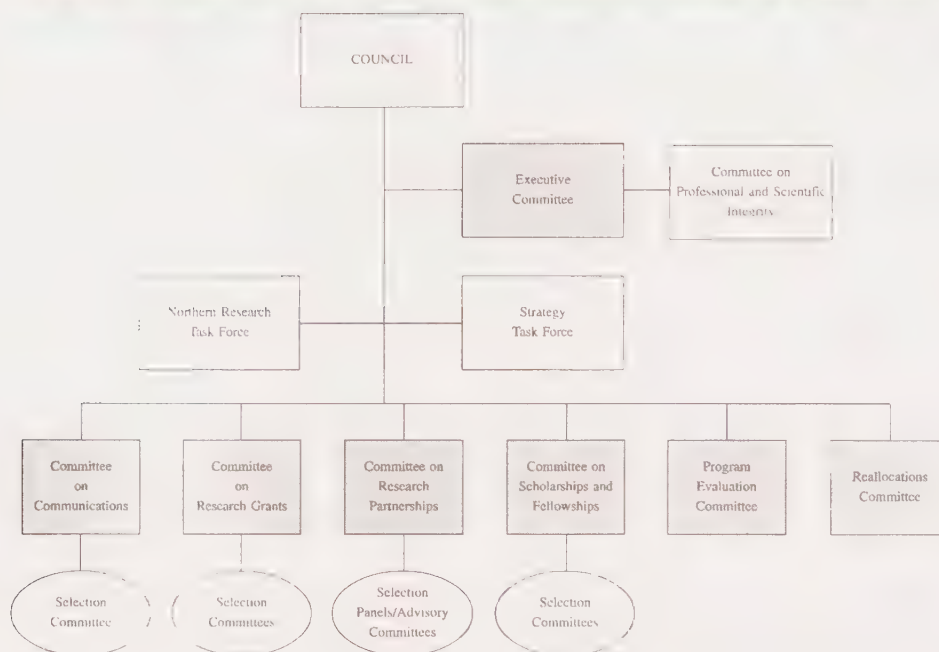 COUNCIL
Executive
Committee
Committee on
Professional and Scientific
Integrity
Northern Research
Task Force
Strategy
Task Force
Committee
on
Communications
Committee
on
Research Grants
Committee on
Research
Partnerships
Committee on
Scholarships and
Fellowships
Program
Evaluation
Committee
Reallocations
Committee
Selection
Committee
Selection
Committees
Selection
Panels/Advisory
Committees
Selection
Committees